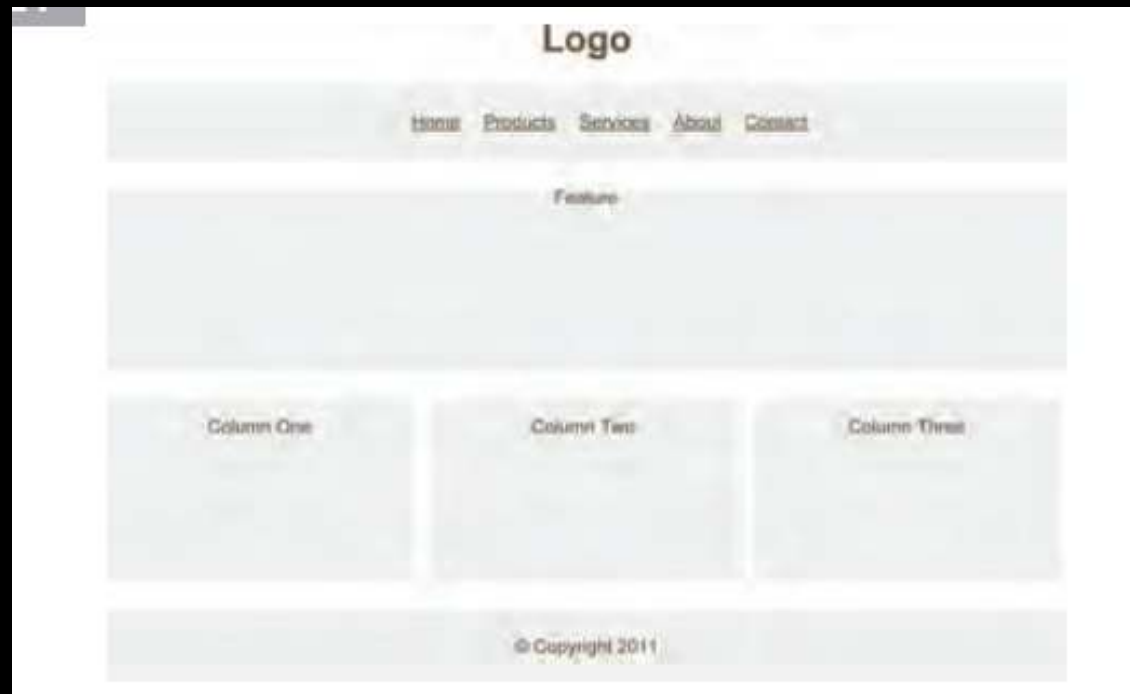 Logo
Home Products Services About Contact
Feature
Column One Column Two Column Three
© Copyright 2011